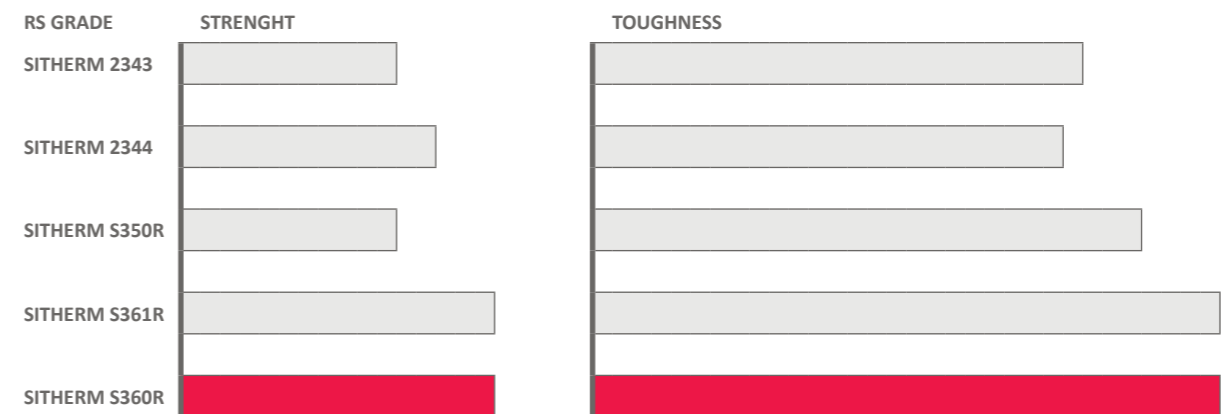 RS GRADE STRENGHT TOUGHNESS
SITHERM 2343
SITHERM 2344
SITHERM S350R
SITHERM S361R
SITHERM S360R